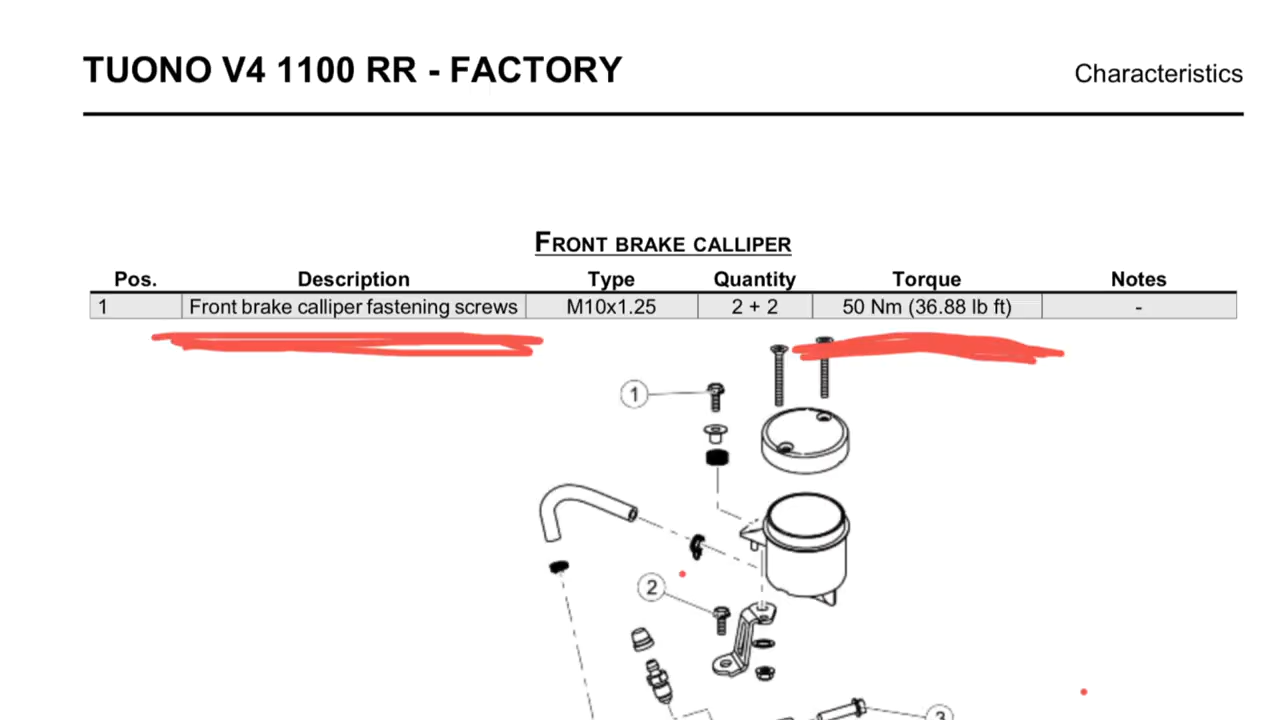 TUONO V4 1100 RR - FACTORY
Characteristics
FRONT BRAKE CALLIPER
Pos. Description Type Quantity Torque Notes
1 Front brake calliper fastening screws M10x1.25 2 + 2 50 Nm (36.88 lb ft) -
1
2
3